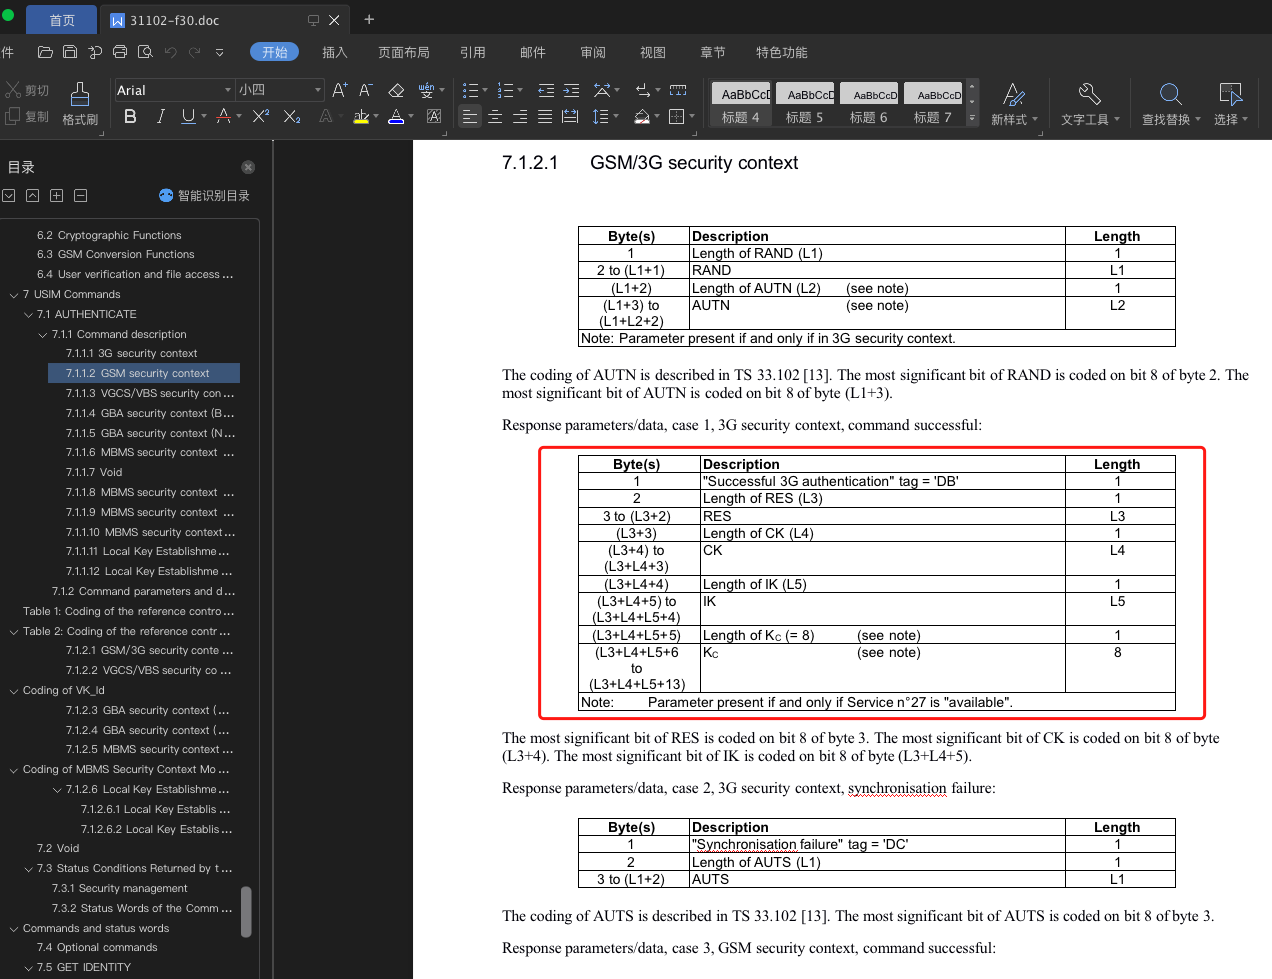 首页
31102-f30.doc
件
开始
插入
页面布局
引用
邮件
审阅
视图
章节
特色功能
剪切
复制
格式刷
Arial
小四
AaBbCcD
标题 4
AaBbCcD
标题 5
AaBbCcD
标题 6
AaBbCcD
标题 7
新样式
文字工具
查找替换
选择
目录
智能识别目录
6.2 Cryptographic Functions
6.3 GSM Conversion Functions
6.4 User verification and file access ...
7 USIM Commands
7.1 AUTHENTICATE
7.1.1 Command description
7.1.1.1 3G security context
7.1.1.2 GSM security context
7.1.1.3 VGCS/VBS security con ...
7.1.1.4 GBA security context (B...
7.1.1.5 GBA security context (N...
7.1.1.6 MBMS security context ...
7.1.1.7 Void
7.1.1.8 MBMS security context ...
7.1.1.9 MBMS security context ...
7.1.1.10 MBMS security context...
7.1.1.11 Local Key Establishme ...
7.1.1.12 Local Key Establishme ...
7.1.2 Command parameters and d...
Table 1: Coding of the reference contro ...
Table 2: Coding of the reference contr ...
7.1.2.1 GSM/3G security conte ...
7.1.2.2 VGCS/VBS security co ...
Coding of VK_Id
7.1.2.3 GBA security context (...
7.1.2.4 GBA security context (...
7.1.2.5 MBMS security context ...
Coding of MBMS Security Context Mo ...
7.1.2.6 Local Key Establishme...
7.1.2.6.1 Local Key Establis ...
7.1.2.6.2 Local Key Establis...
7.2 Void
7.3 Status Conditions Returned by t ...
7.3.1 Security management
7.3.2 Status Words of the Comm ...
Commands and status words
7.4 Optional commands
7.5 GET IDENTITY
7.1.2.1 GSM/3G security context
Byte(s) Description Length
1 Length of RAND (L1) 1
2 to (L1+1) RAND L1
(L1+2) Length of AUTN (L2) (see note) 1
(L1+3) to AUTN (see note) L2
(L1+L2+2)
Note: Parameter present if and only if in 3G security context.
The coding of AUTN is described in TS 33.102 [13]. The most significant bit of RAND is coded on bit 8 of byte 2. The
most significant bit of AUTN is coded on bit 8 of byte (L1+3).
Response parameters/data, case 1, 3G security context, command successful:
Byte(s) Description Length
1 "Successful 3G authentication" tag = 'DB' 1
2 Length of RES (L3) 1
3 to (L3+2) RES L3
(L3+3) Length of CK (L4) 1
(L3+4) to CK L4
(L3+L4+3)
(L3+L4+4) Length of IK (L5) 1
(L3+L4+5) to IK L5
(L3+L4+L5+4)
(L3+L4+L5+5) Length of KC (= 8) (see note) 1
(L3+L4+L5+6 KC (see note) 8
to
(L3+L4+L5+13)
Note: Parameter present if and only if Service n°27 is "available".
The most significant bit of RES is coded on bit 8 of byte 3. The most significant bit of CK is coded on bit 8 of byte
(L3+4). The most significant bit of IK is coded on bit 8 of byte (L3+L4+5).
Response parameters/data, case 2, 3G security context, synchronisation failure:
Byte(s) Description Length
1 "Synchronisation failure" tag = 'DC' 1
2 Length of AUTS (L1) 1
3 to (L1+2) AUTS L1
The coding of AUTS is described in TS 33.102 [13]. The most significant bit of AUTS is coded on bit 8 of byte 3.
Response parameters/data, case 3, GSM security context, command successful: